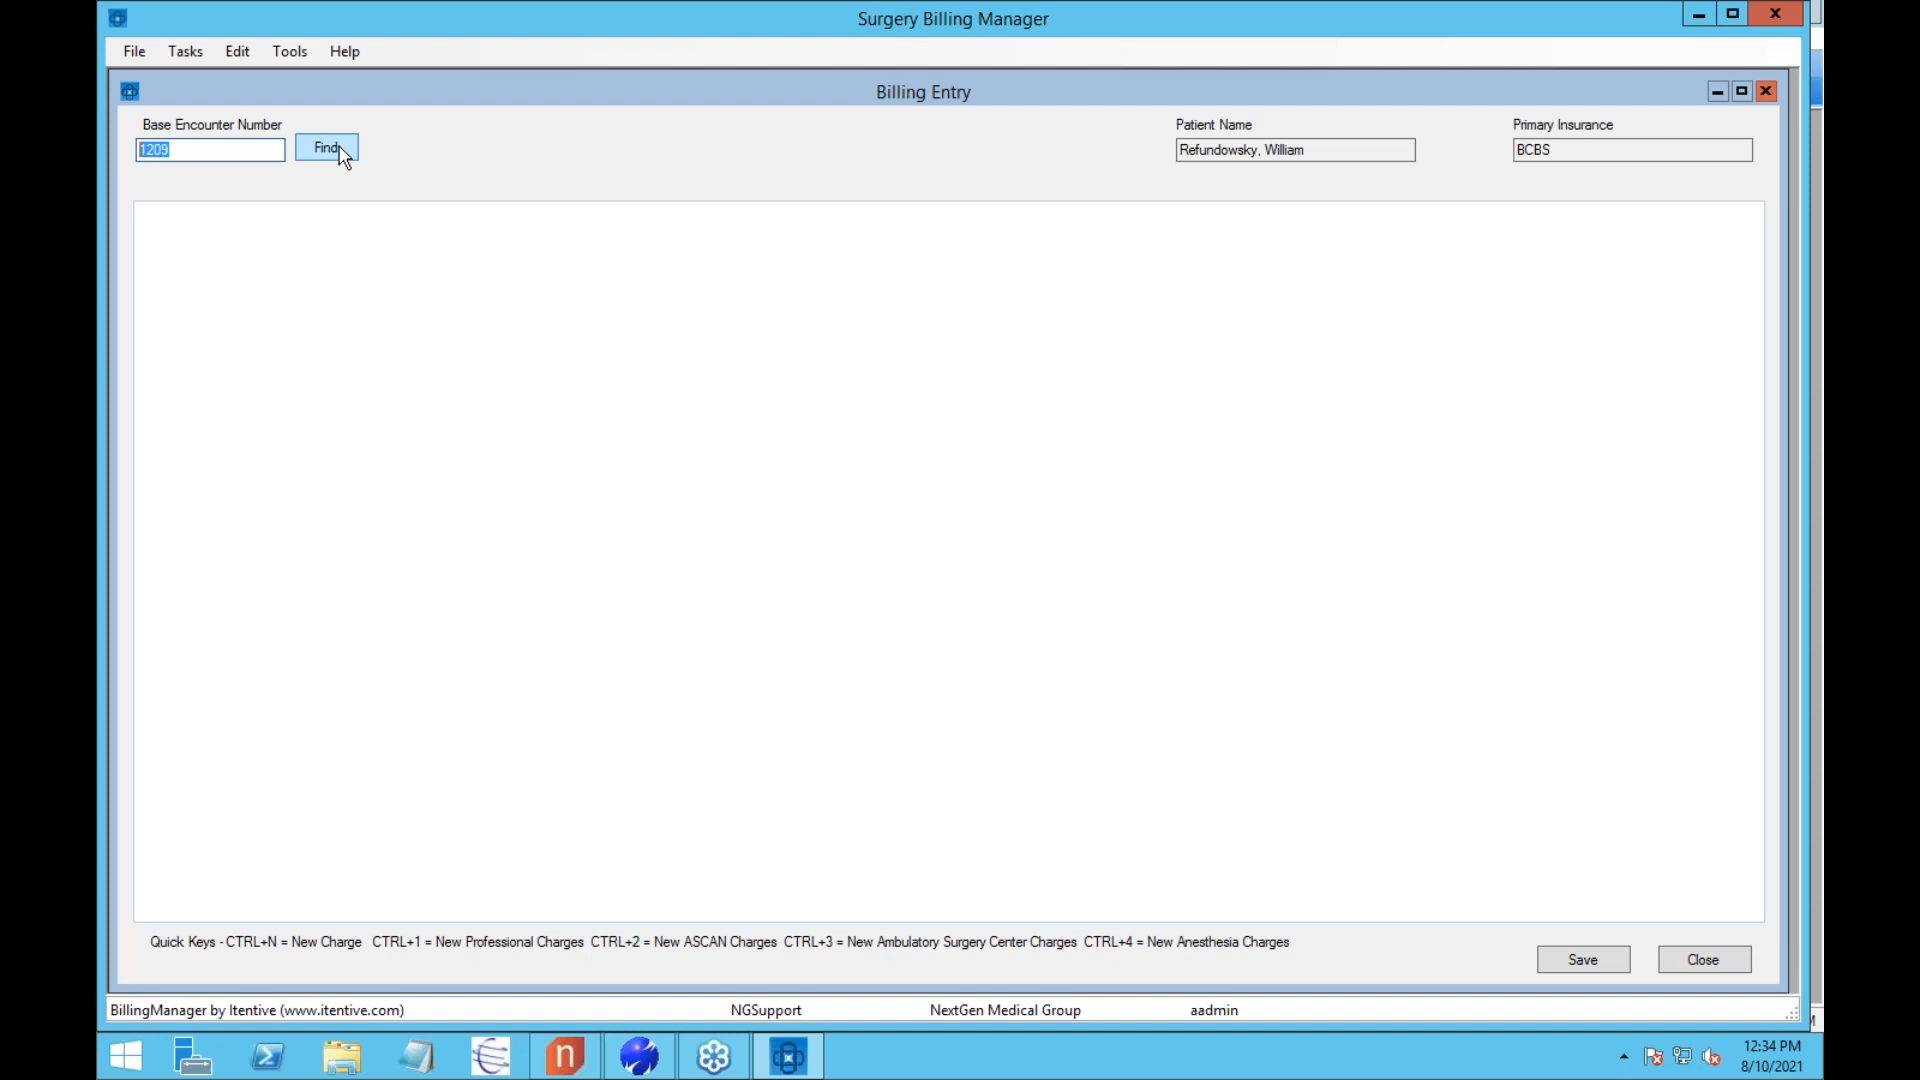 Surgery Billing Manager
File Tasks Edit Tools Help
Billing Entry
Base Encounter Number
1209
Find
Patient Name
Refundowsky, William
Primary Insurance
BCBS
Quick Keys - CTRL+N = New Charge CTRL+1 = New Professional Charges CTRL+2 = New ASCAN Charges CTRL+3 = New Ambulatory Surgery Center Charges CTRL+4 = New Anesthesia Charges
Save
Close
BillingManager by Itentive (www.itentive.com) NGSupport NextGen Medical Group aadmin
n
12:34 PM
8/10/2021